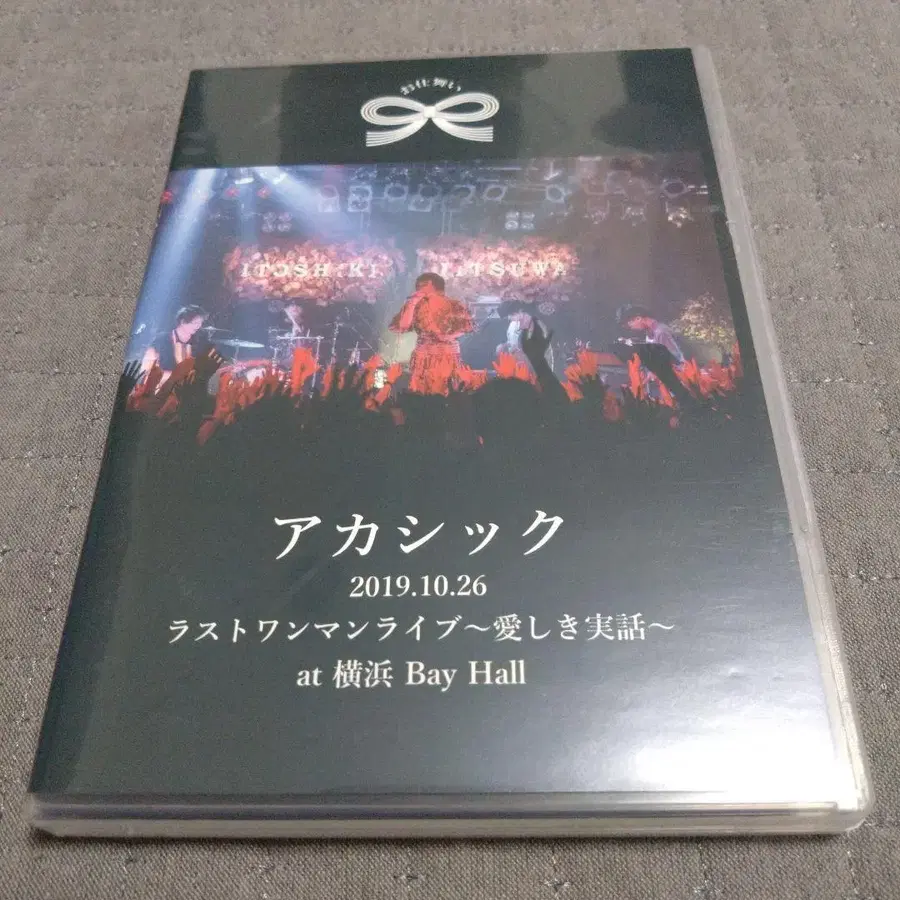 お仕舞い
ITOSHIKI JITSUWA
アカシック
2019.10.26
ラストワンマンライブ～愛しき実話～
at 横浜 Bay Hall